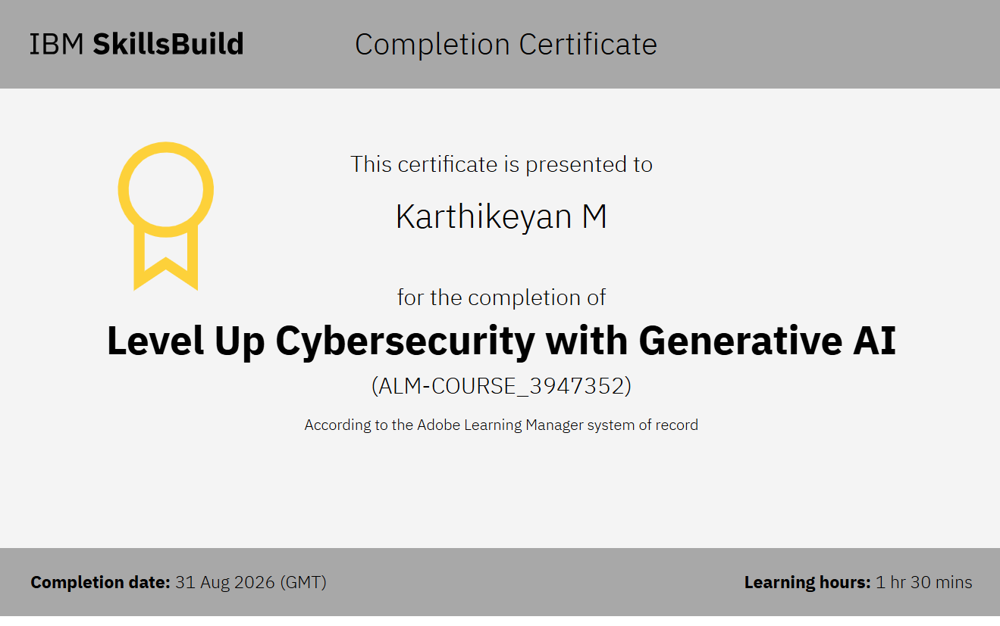 IBM SkillsBuild
Completion Certificate
This certificate is presented to
Karthikeyan M
for the completion of
Level Up Cybersecurity with Generative AI
(ALM-COURSE_3947352)
According to the Adobe Learning Manager system of record
Completion date: 31 Aug 2026 (GMT)
Learning hours: 1 hr 30 mins